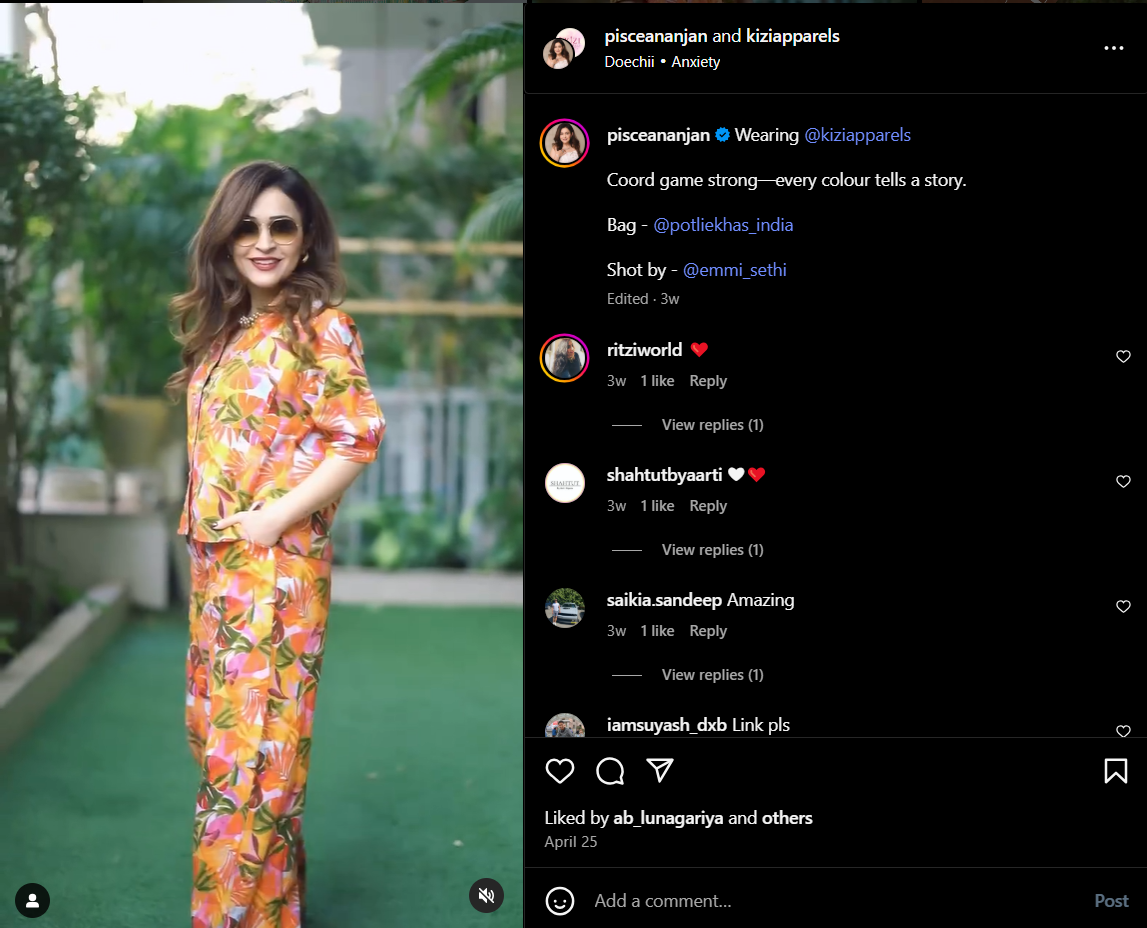 pisceananjan and kiziapparels
Doechii • Anxiety
pisceananjan Wearing @kiziapparels
Coord game strong—every colour tells a story.
Bag - @potliekhas_india
Shot by - @emmi_sethi
Edited · 3w
ritziworld ❤️
3w 1 like Reply
View replies (1)
SHAHTUT
shahtutbyaarti 🤍❤️
3w 1 like Reply
View replies (1)
saikia.sandeep Amazing
3w 1 like Reply
View replies (1)
iamsuyash_dxb Link pls
Liked by ab_lunagariya and others
April 25
Add a comment...
Post